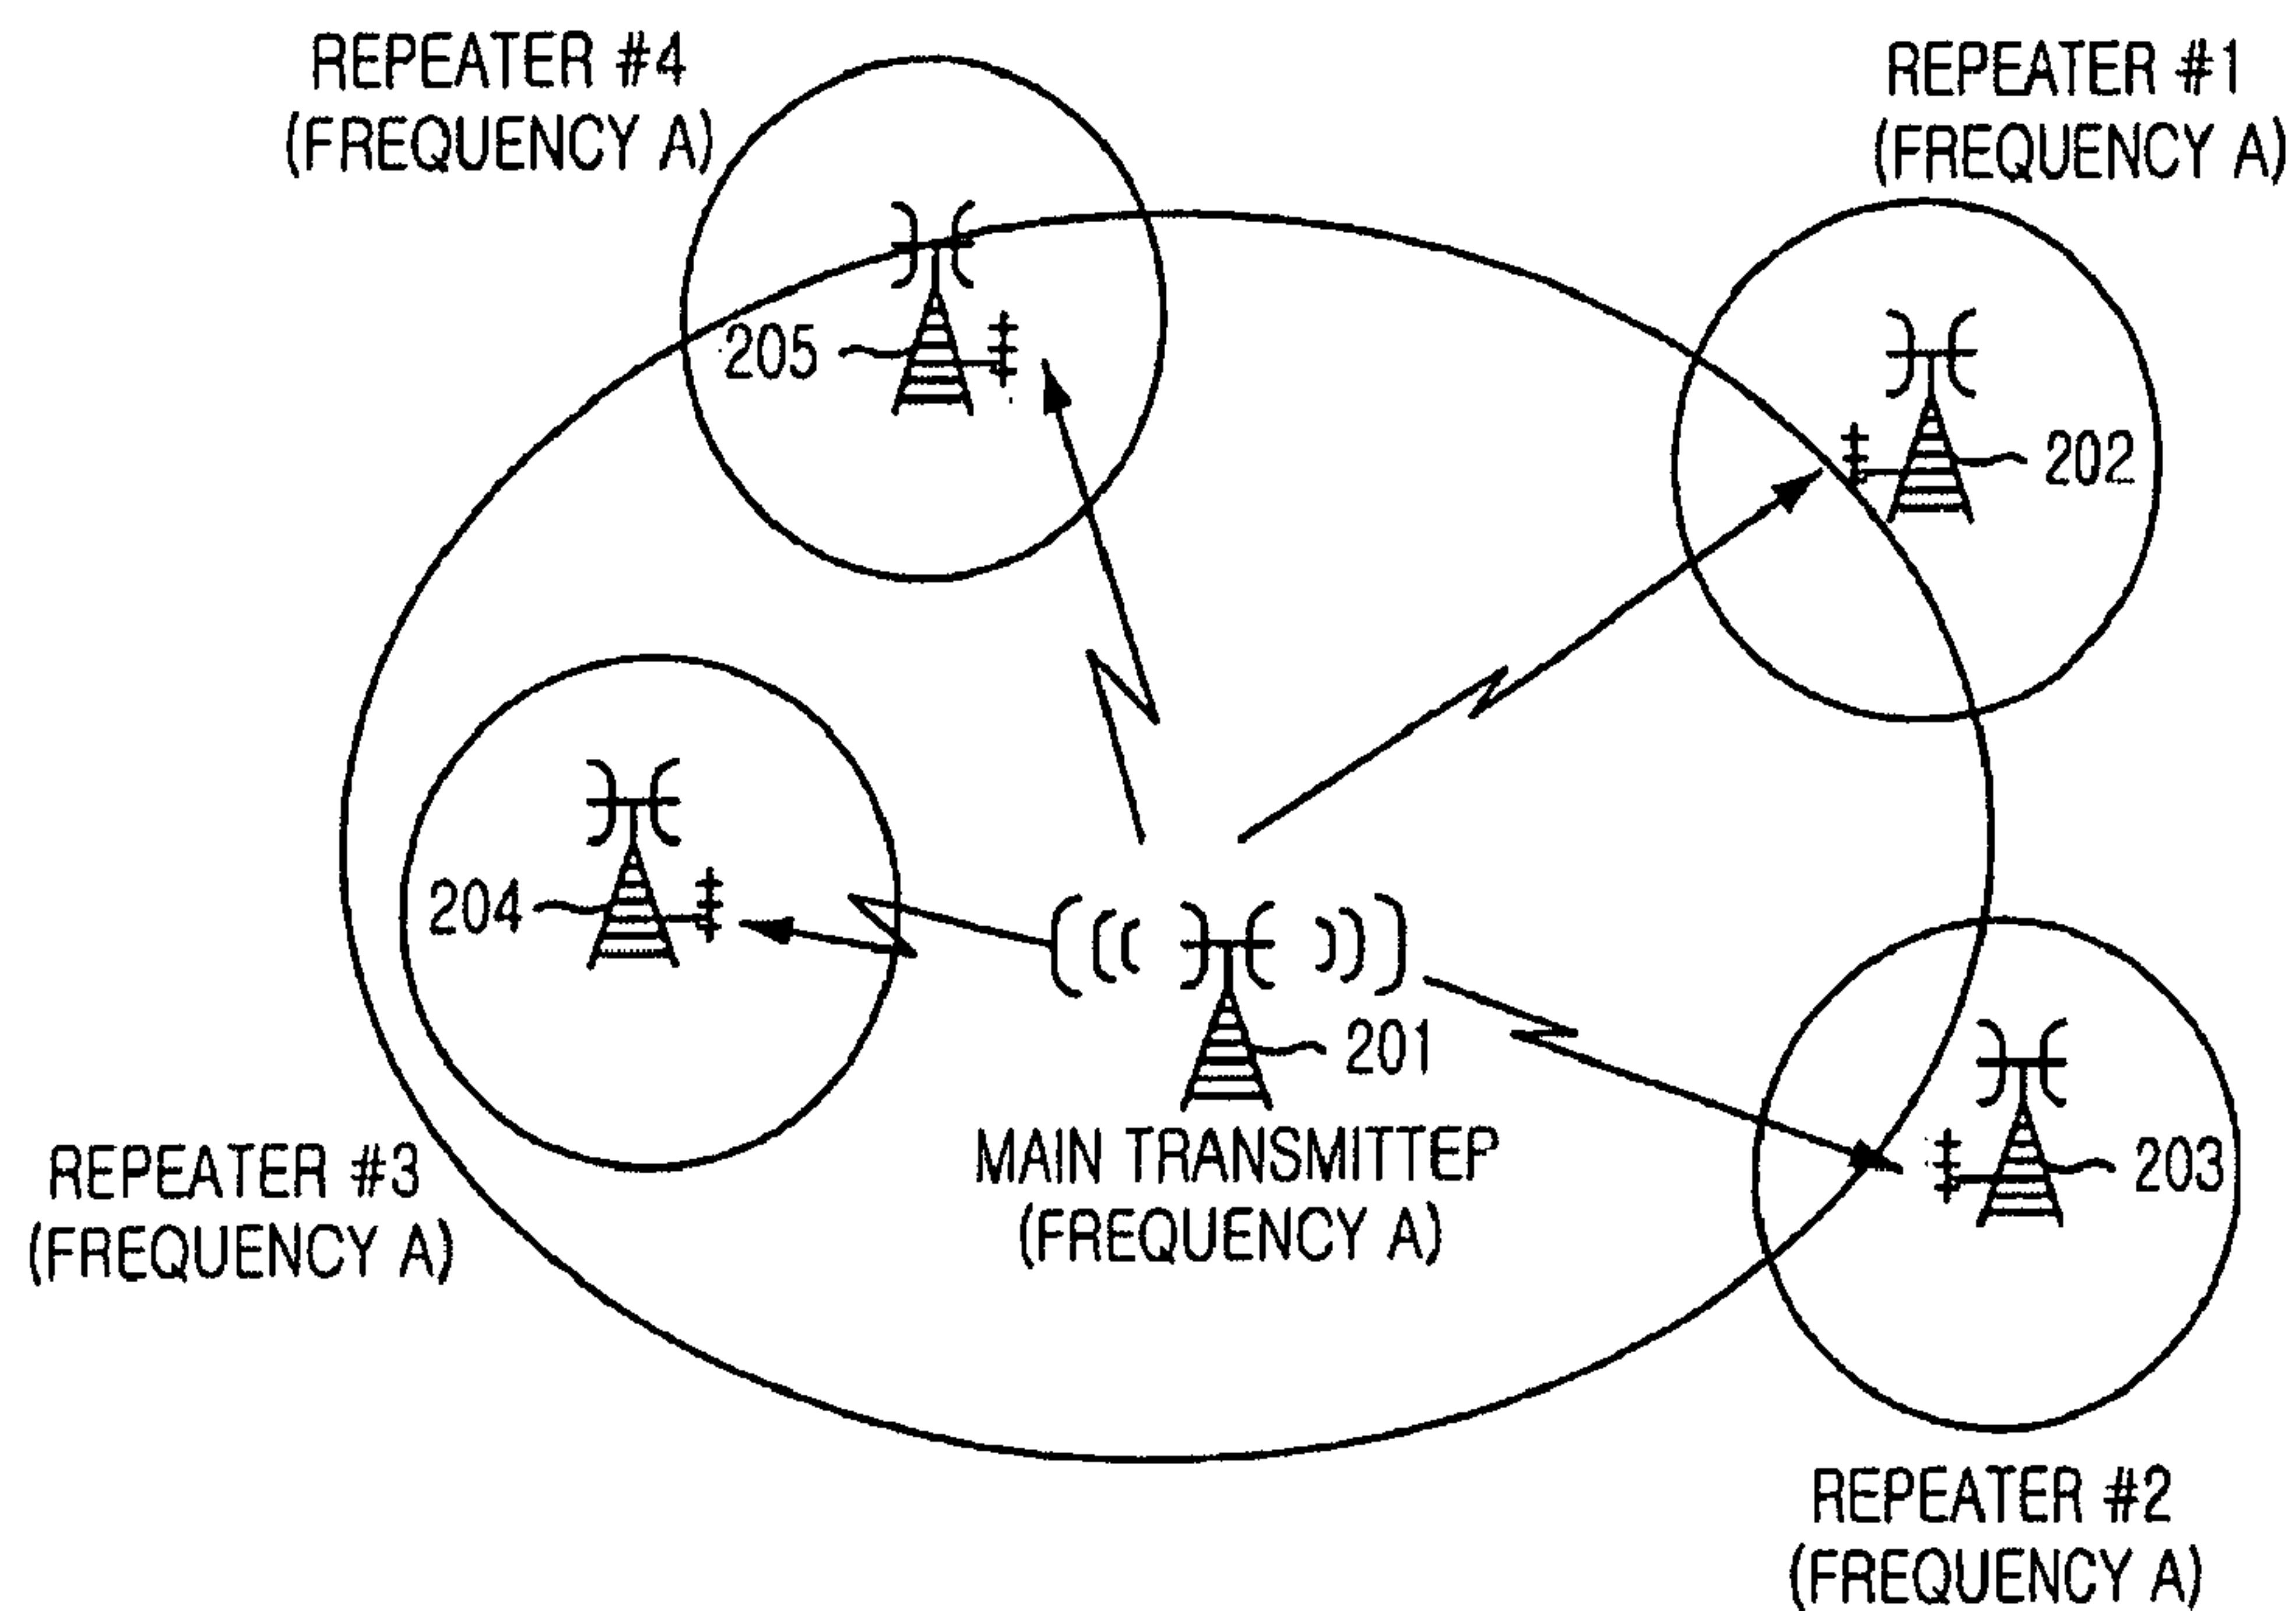 REPEATER #4
(FREQUENCY A)
REPEATER #1
(FREQUENCY A)
205
202
204
201
203
MAIN TRANSMITTEP
(FREQUENCY A)
REPEATER #3
(FREQUENCY A)
REPEATER #2
(FREQUENCY A)